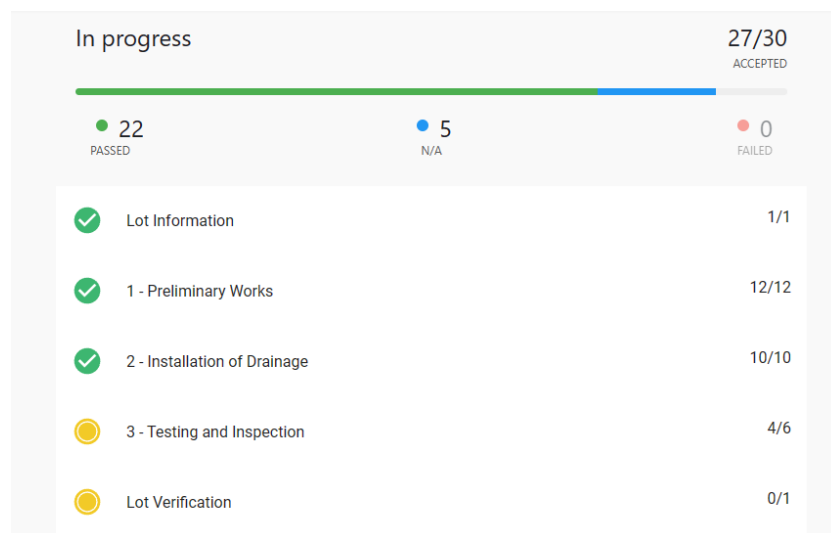 In progress
27/30
ACCEPTED
22
PASSED
5
N/A
0
FAILED
Lot Information 1/1
1 - Preliminary Works 12/12
2 - Installation of Drainage 10/10
3 - Testing and Inspection 4/6
Lot Verification 0/1